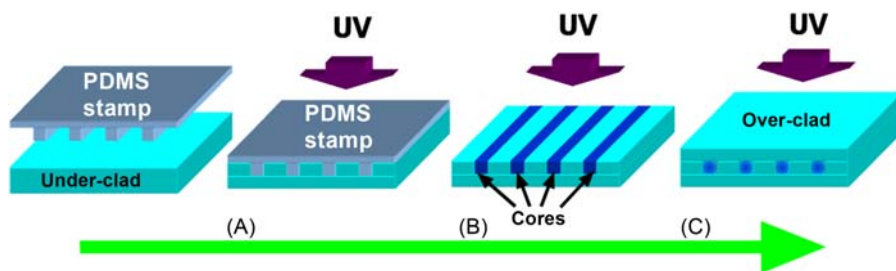 UV
UV
UV
PDMS
stamp
PDMS
stamp
Over-clad
Under-clad
Cores
(A)
(B)
(C)